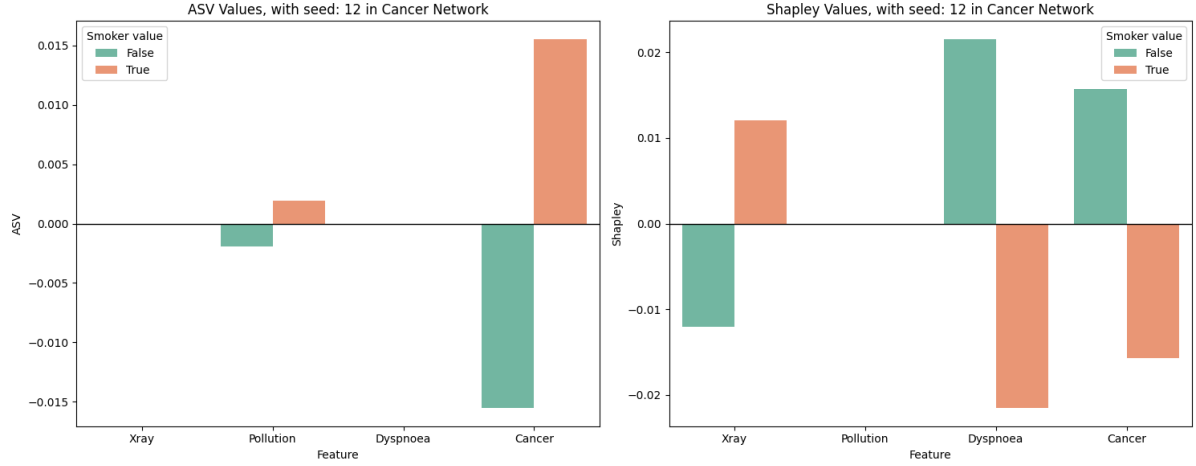 ASV Values, with seed: 12 in Cancer Network
Smoker value
False
True
0.015
0.010
0.005
0.000
−0.005
−0.010
−0.015
ASV
Xray
Pollution
Dyspnoea
Cancer
Feature
Shapley Values, with seed: 12 in Cancer Network
Smoker value
False
True
0.02
0.01
0.00
−0.01
−0.02
Shapley
Xray
Pollution
Dyspnoea
Cancer
Feature